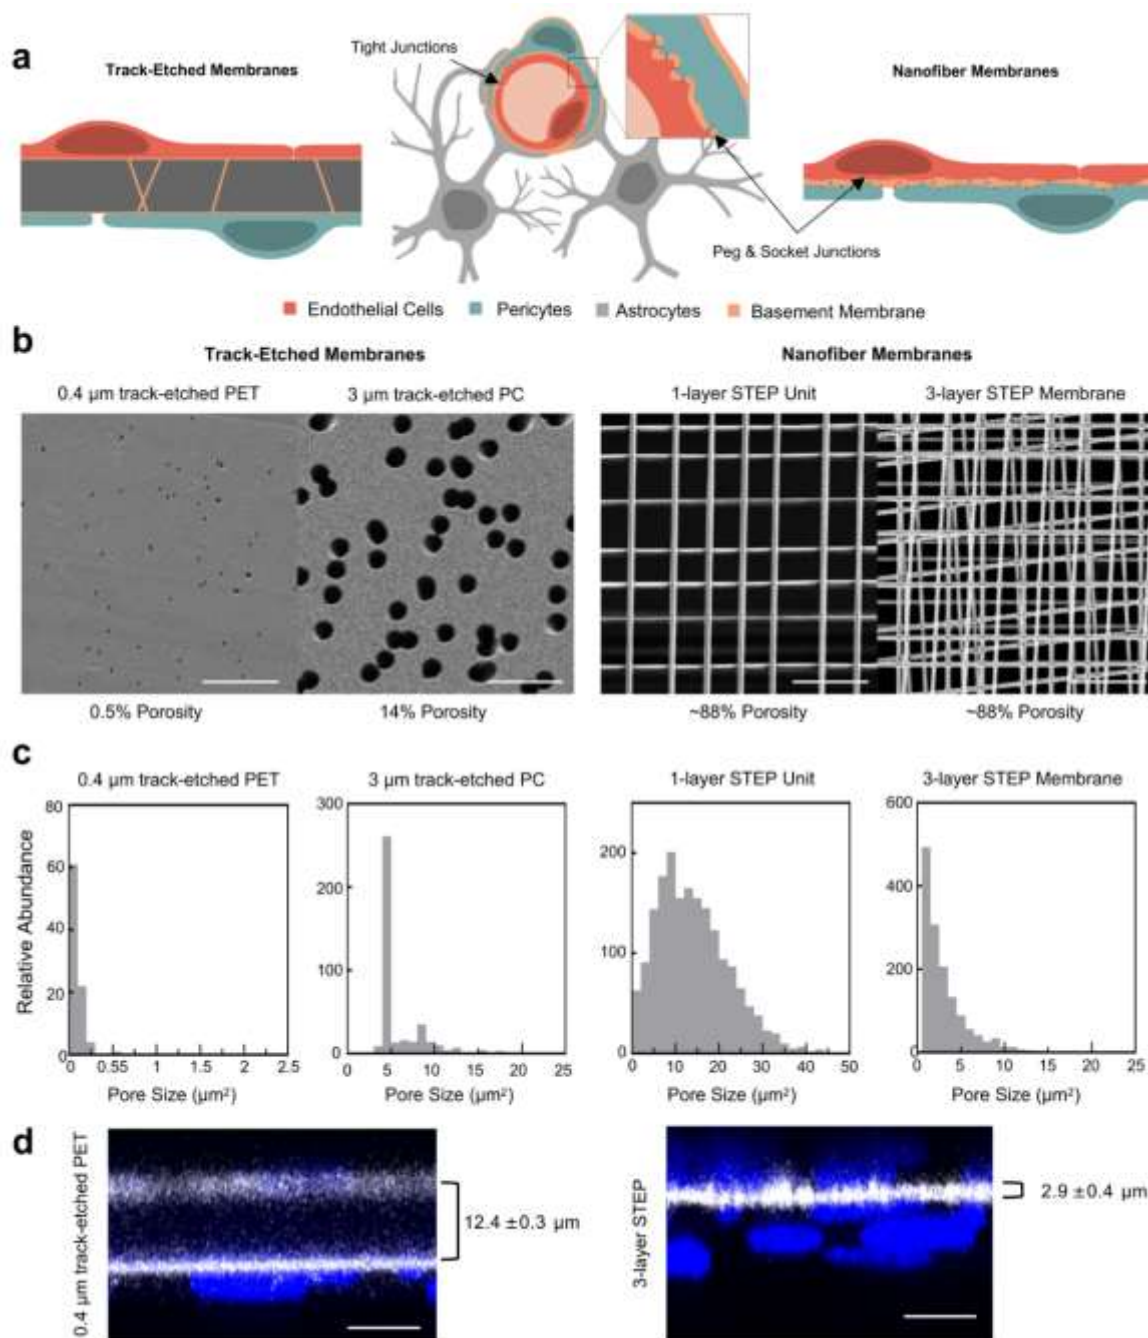 a
Track-Etched Membranes
Tight Junctions
Nanofiber Membranes
Peg & Socket Junctions
Endothelial Cells
Pericytes
Astrocytes
Basement Membrane
b
Track-Etched Membranes
Nanofiber Membranes
0.4 μm track-etched PET
3 μm track-etched PC
1-layer STEP Unit
3-layer STEP Membrane
0.5% Porosity
14% Porosity
~88% Porosity
~88% Porosity
c
0.4 μm track-etched PET
3 μm track-etched PC
1-layer STEP Unit
3-layer STEP Membrane
Relative Abundance
80
60
40
20
0
0 0.55 1 1.5 2 2.5
Pore Size (μm²)
300
200
100
0
0 5 10 15 20 25
Pore Size (μm²)
200
100
0
0 10 20 30 40 50
Pore Size (μm²)
600
400
200
0
0 5 10 15 20 25
Pore Size (μm²)
d
0.4 μm track-etched PET
12.4 ±0.3 μm
3-layer STEP
2.9 ±0.4 μm